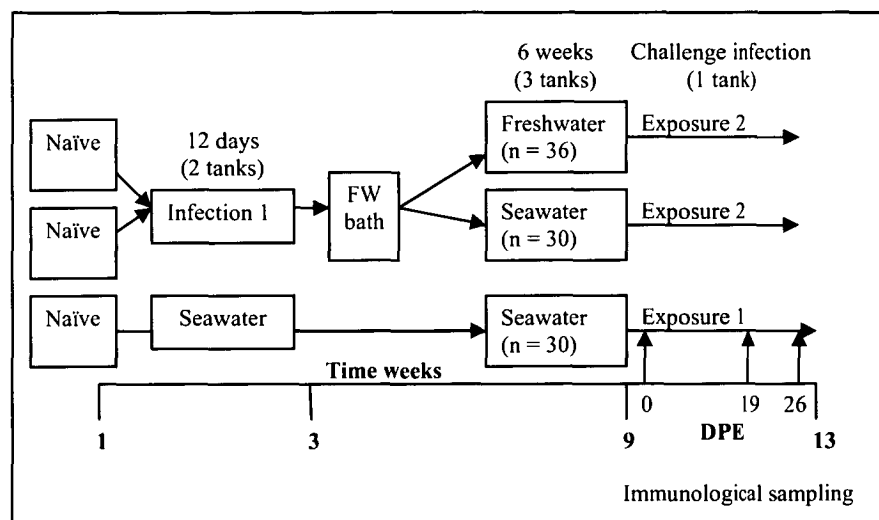 6 weeks
(3 tanks)
Challenge infection
(1 tank)
Naïve
12 days
(2 tanks)
Freshwater
(n = 36)
Exposure 2
Naïve
Infection 1
FW
bath
Seawater
(n = 30)
Exposure 2
Naïve
Seawater
Seawater
(n = 30)
Exposure 1
Time weeks
0 19 26
1 3 9 DPE 13
Immunological sampling